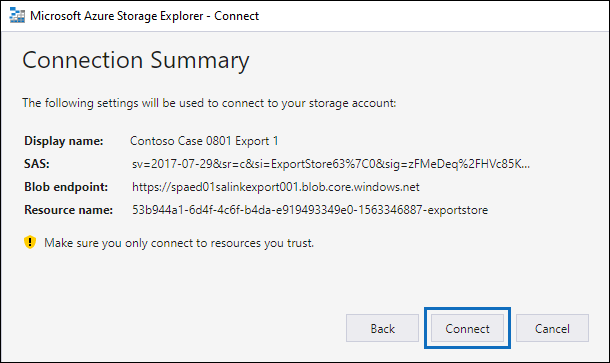 Microsoft Azure Storage Explorer - Connect
Connection Summary
The following settings will be used to connect to your storage account:
Display name: Contoso Case 0801 Export 1
SAS: sv=2017-07-29&sr=c&si=ExportStore63%7C0&sig=zFMeDeq%2FHVc85K...
Blob endpoint: https://spaed01salinkexport001.blob.core.windows.net
Resource name: 53b944a1-6d4f-4c6f-b4da-e919493349e0-1563346887-exportstore
Make sure you only connect to resources you trust.
Back Connect Cancel